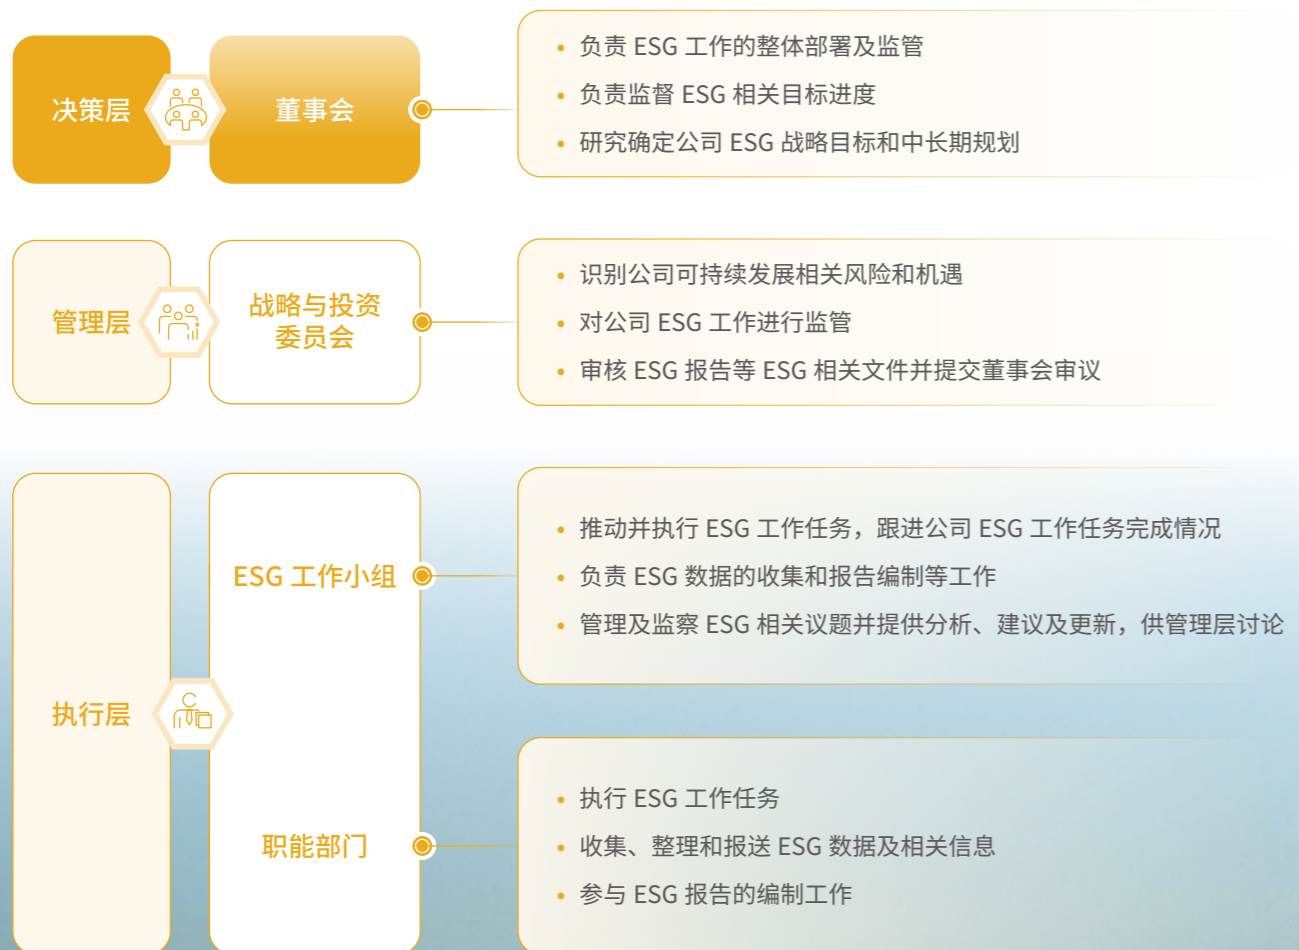 决策层
董事会
• 负责 ESG 工作的整体部署及监管
• 负责监督 ESG 相关目标进度
• 研究确定公司 ESG 战略目标和中长期规划
管理层
战略与投资
委员会
• 识别公司可持续发展相关风险和机遇
• 对公司 ESG 工作进行监管
• 审核 ESG 报告等 ESG 相关文件并提交董事会审议
执行层
ESG 工作小组
• 推动并执行 ESG 工作任务，跟进公司 ESG 工作任务完成情况
• 负责 ESG 数据的收集和报告编制等工作
• 管理及监察 ESG 相关议题并提供分析、建议及更新，供管理层讨论
职能部门
• 执行 ESG 工作任务
• 收集、整理和报送 ESG 数据及相关信息
• 参与 ESG 报告的编制工作